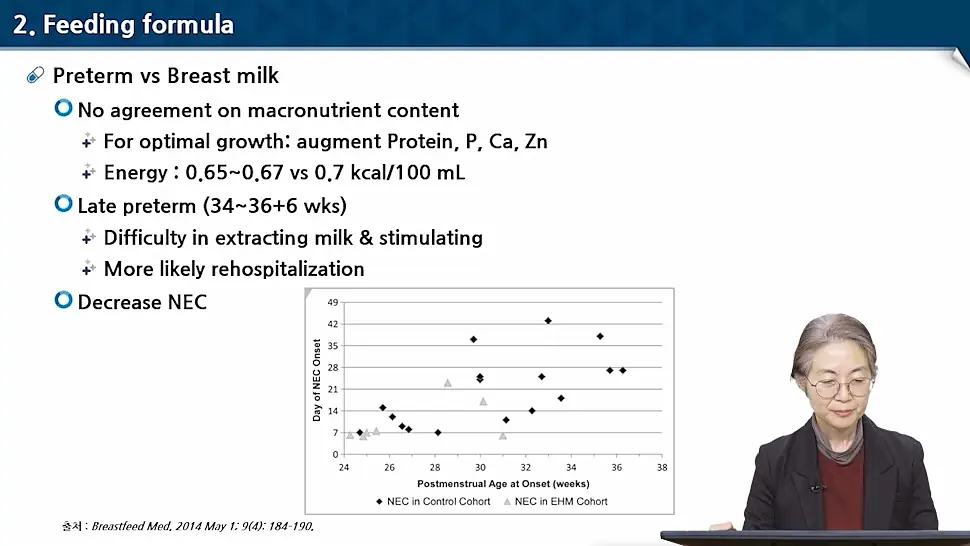 2. Feeding formula
Preterm vs Breast milk
No agreement on macronutrient content
For optimal growth: augment Protein, P, Ca, Zn
Energy : 0.65~0.67 vs 0.7 kcal/100 mL
Late preterm (34~36+6 wks)
Difficulty in extracting milk & stimulating
More likely rehospitalization
Decrease NEC
Day of NEC Onset
49
42
35
28
21
14
7
0
24 26 28 30 32 34 36 38
Postmenstrual Age at Onset (weeks)
NEC in Control Cohort NEC in EHM Cohort
출처 : Breastfeed Med. 2014 May 1; 9(4): 184-190.